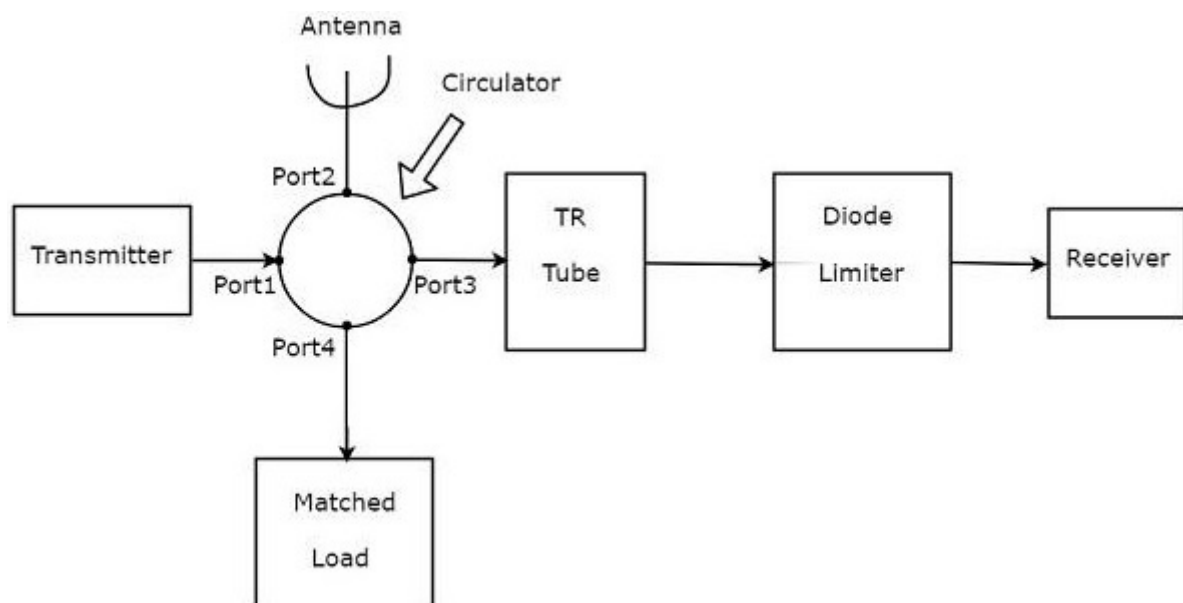 Antenna
Circulator
Port2
Transmitter
Port1
Port3
Port4
TR
Tube
Diode
Limiter
Receiver
Matched
Load